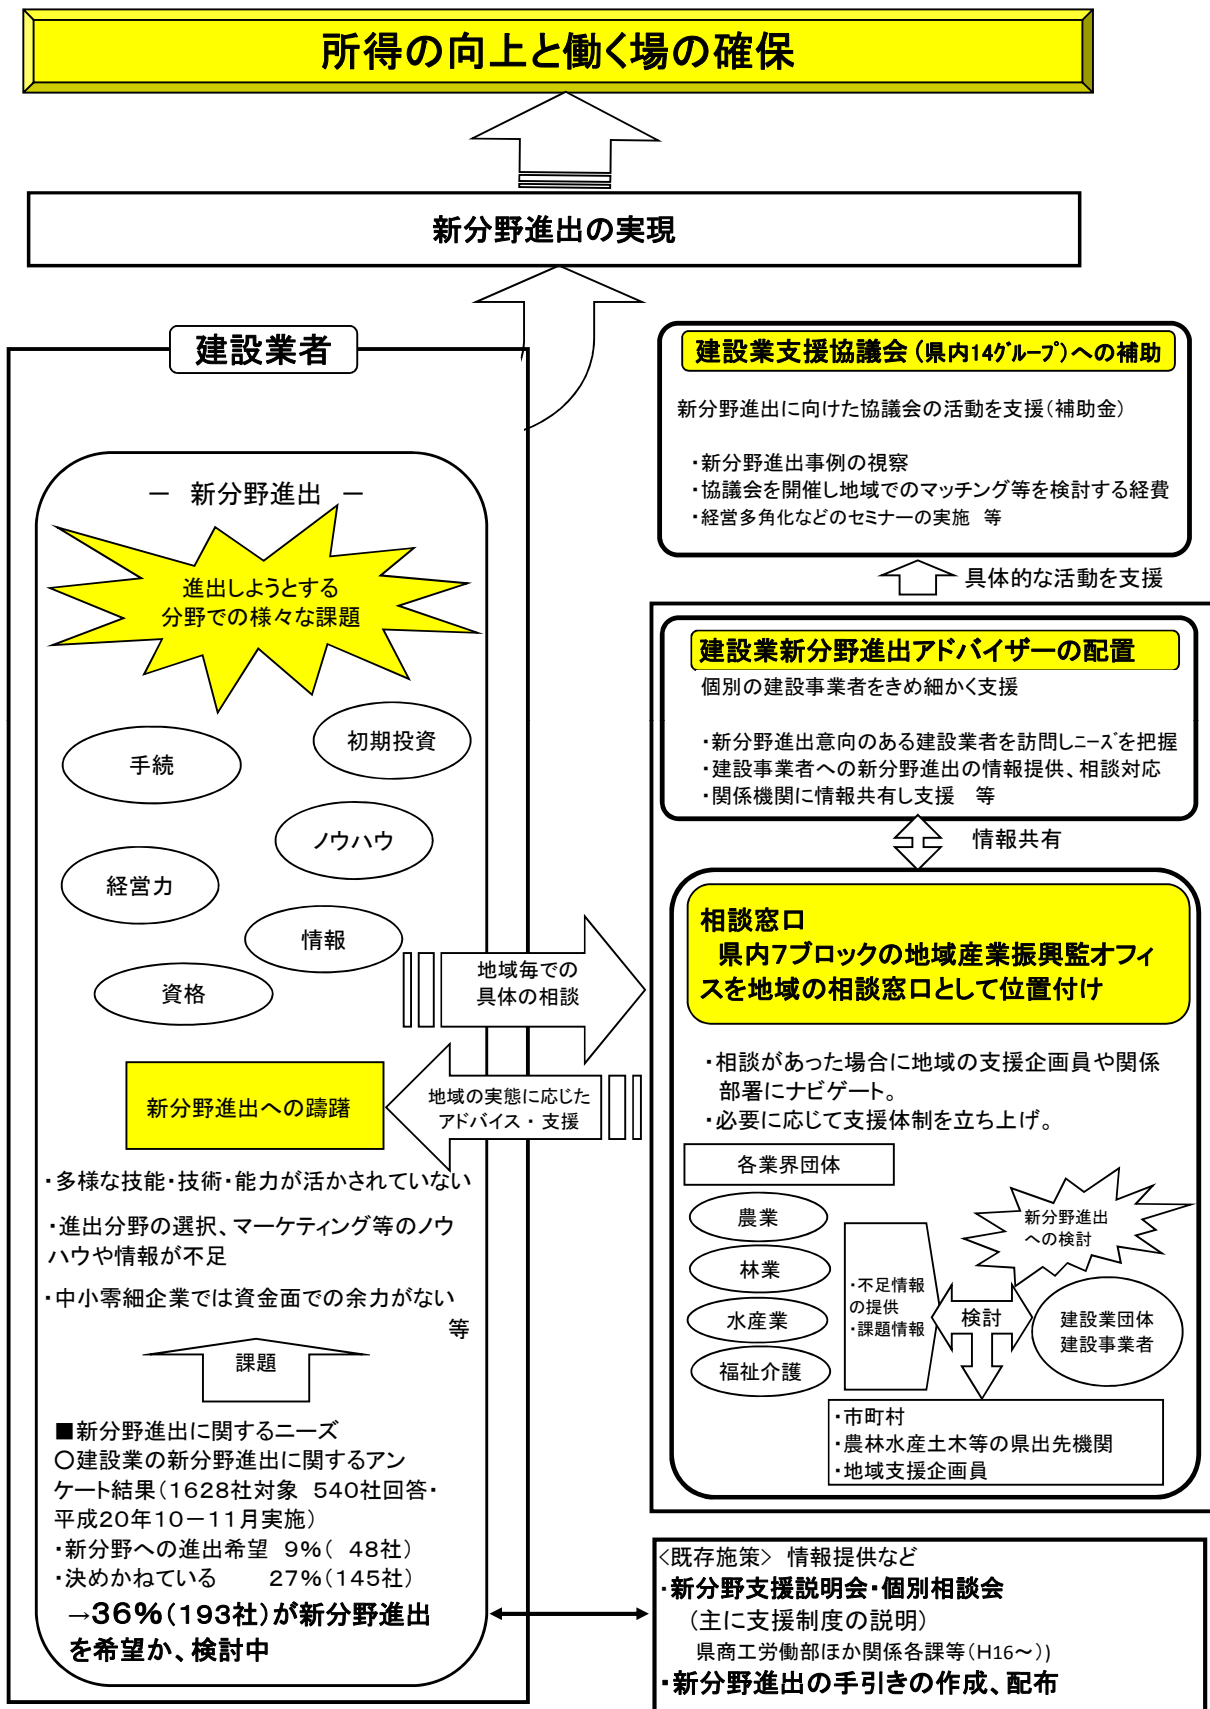 所得の向上と働く場の確保
新分野進出の実現
建設業者
－ 新分野進出 －
進出しようとする
分野での様々な課題
手続
初期投資
ノウハウ
経営力
情報
資格
新分野進出への躊躇
・多様な技能・技術・能力が活かされていない
・進出分野の選択、マーケティング等のノウ
ハウや情報が不足
・中小零細企業では資金面での余力がない
等
課題
■新分野進出に関するニーズ
○建設業の新分野進出に関するアン
ケート結果(1628社対象 540社回答・
平成20年10－11月実施)
・新分野への進出希望 9%( 48社)
・決めかねている 27%(145社)
→36%(193社)が新分野進出
を希望か、検討中
地域毎での
具体の相談
地域の実態に応じた
アドバイス・支援
建設業支援協議会(県内14ｸﾞﾙｰﾌﾟ)への補助
新分野進出に向けた協議会の活動を支援(補助金)
・新分野進出事例の視察
・協議会を開催し地域でのマッチング等を検討する経費
・経営多角化などのセミナーの実施 等
具体的な活動を支援
建設業新分野進出アドバイザーの配置
個別の建設事業者をきめ細かく支援
・新分野進出意向のある建設業者を訪問しﾆｰｽﾞを把握
・建設事業者への新分野進出の情報提供、相談対応
・関係機関に情報共有し支援 等
情報共有
相談窓口
県内7ブロックの地域産業振興監オフィ
スを地域の相談窓口として位置付け
・相談があった場合に地域の支援企画員や関係
部署にナビゲート。
・必要に応じて支援体制を立ち上げ。
各業界団体
農業
林業
水産業
福祉介護
・不足情報
の提供
・課題情報
検討
新分野進出
への検討
建設業団体
建設事業者
・市町村
・農林水産土木等の県出先機関
・地域支援企画員
<既存施策> 情報提供など
・新分野支援説明会・個別相談会
(主に支援制度の説明)
県商工労働部ほか関係各課等(H16～))
・新分野進出の手引きの作成、配布